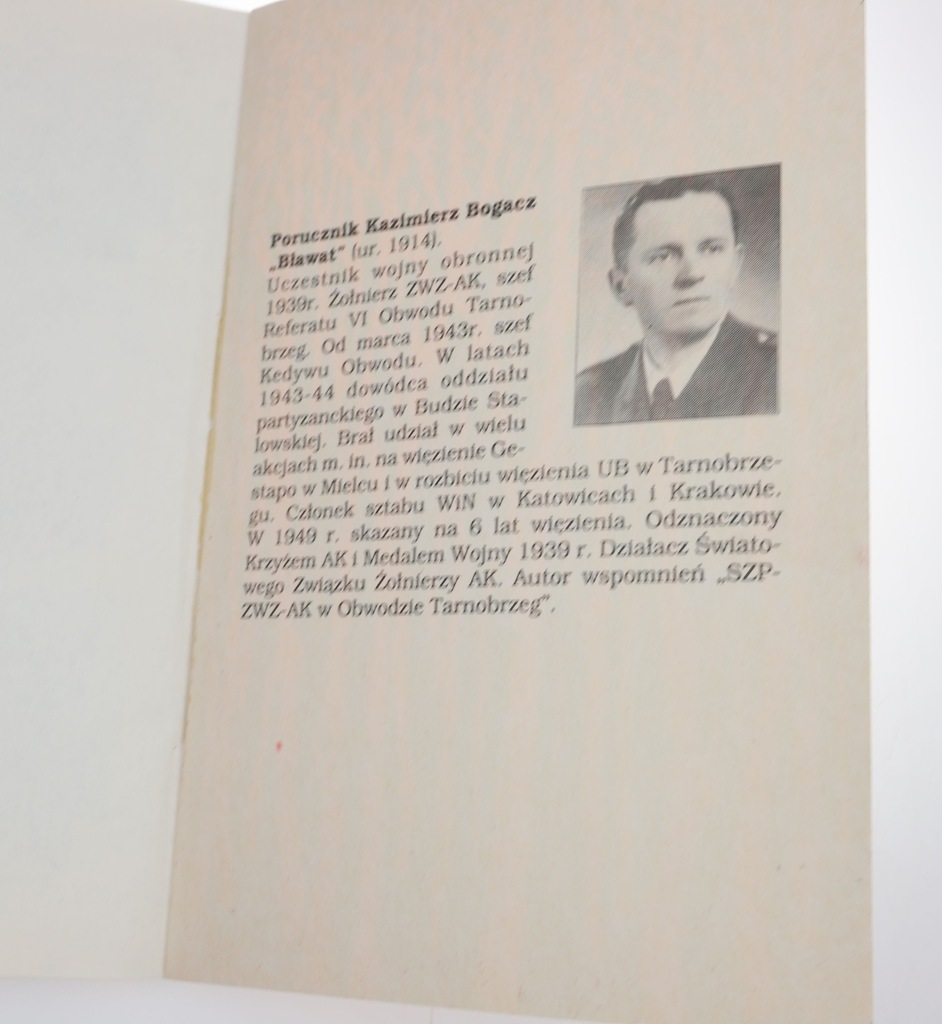 Porucznik Kazimierz Bogacz
„Bławat" (ur. 1914).
Uczestnik wojny obronnej
1939r. Żołnierz ZWZ-AK, szef
Referatu VI Obwodu Tarno-
brzeg. Od marca 1943r. szef
Kedywu Obwodu. W latach
1943-44 dowódca oddziału
partyzanckiego w Budzie Sta-
lowskiej. Brał udział w wielu
akcjach m. in. na więzienie Ge-
stapo w Mielcu i w rozbiciu więzienia UB w Tarnobrze-
gu. Członek sztabu WiN w Katowicach i Krakowie.
W 1949 r. skazany na 6 lat więzienia. Odznaczony
Krzyżem AK i Medalem Wojny 1939 r. Działacz Świato-
wego Związku Żołnierzy AK. Autor wspomnień „SZP-
ZWZ-AK w Obwodzie Tarnobrzeg".